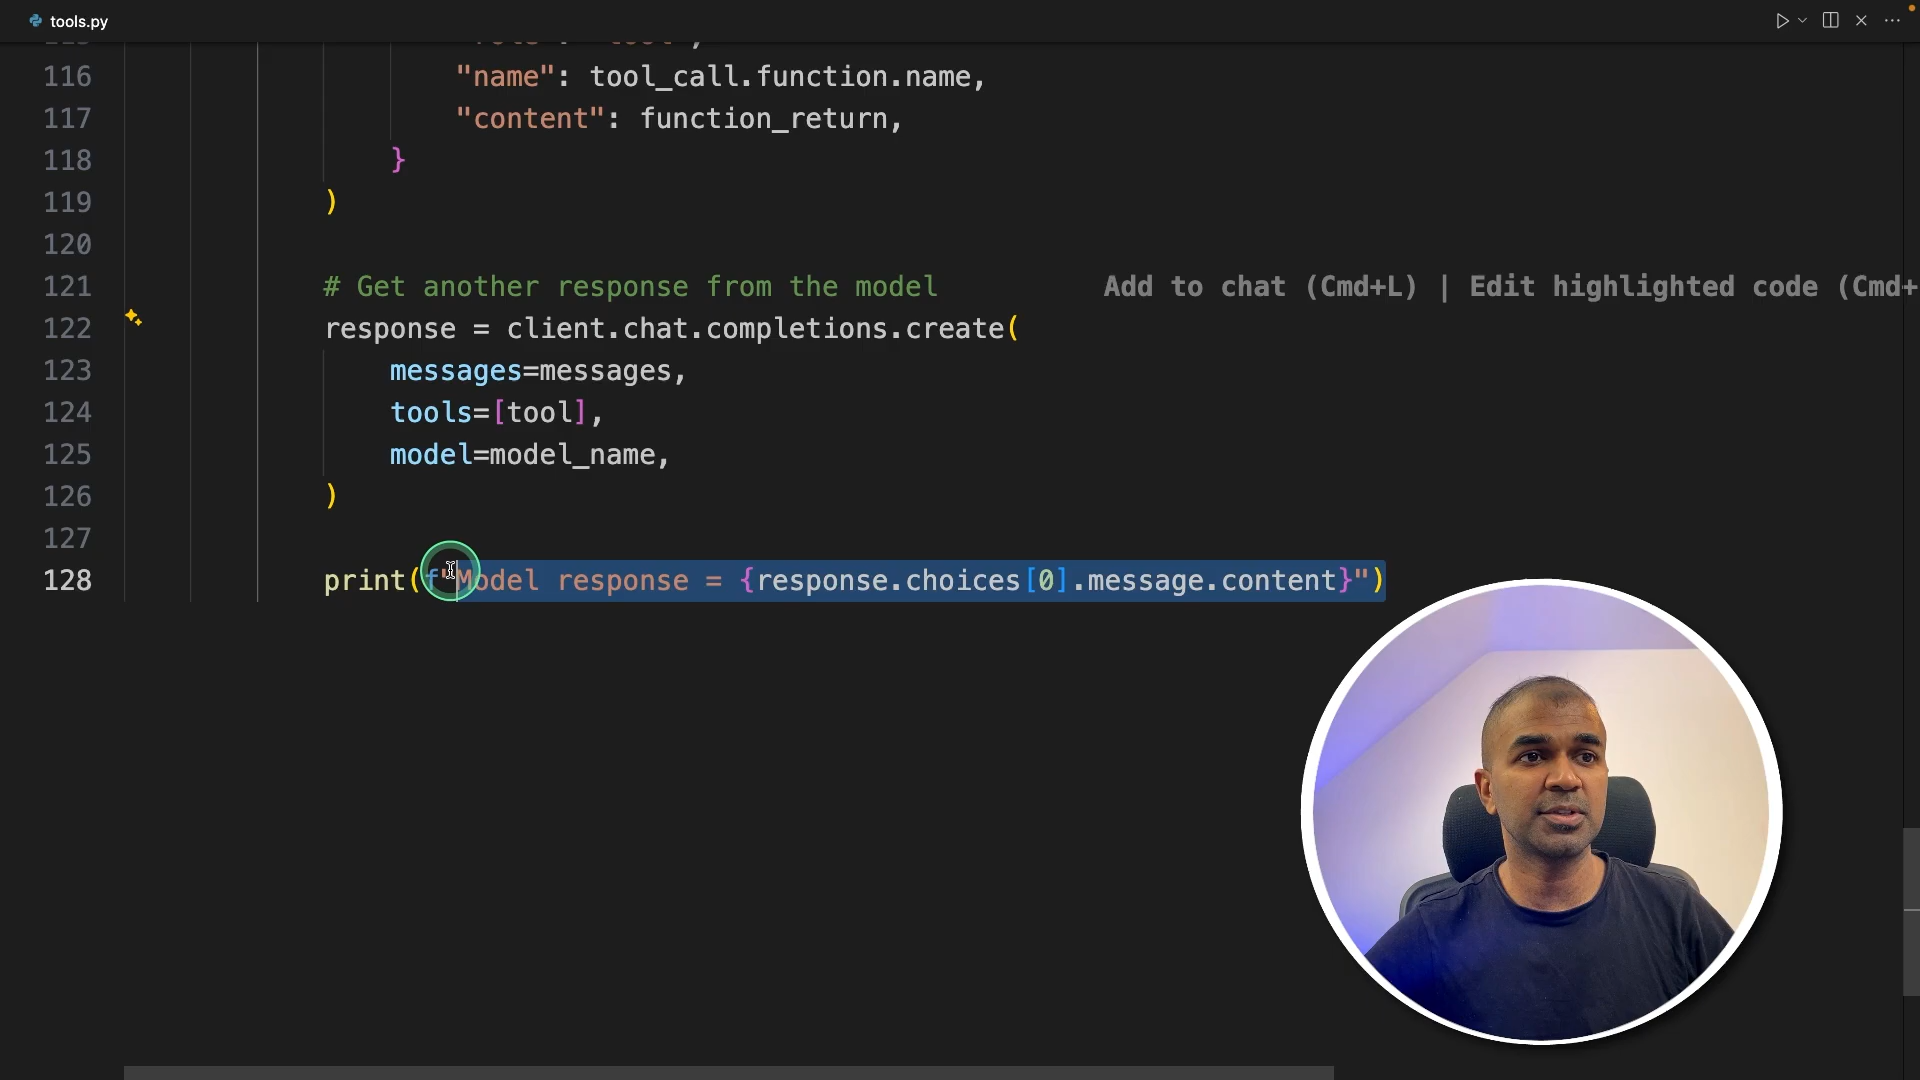 tools.py
116 "name": tool_call.function.name,
117 "content": function_return,
118 }
119 )
120
121 # Get another response from the model Add to chat (Cmd+L) | Edit highlighted code (Cmd+
122 response = client.chat.completions.create(
123 messages=messages,
124 tools=[tool],
125 model=model_name,
126 )
127
128 print(f"Model response = {response.choices[0].message.content}")